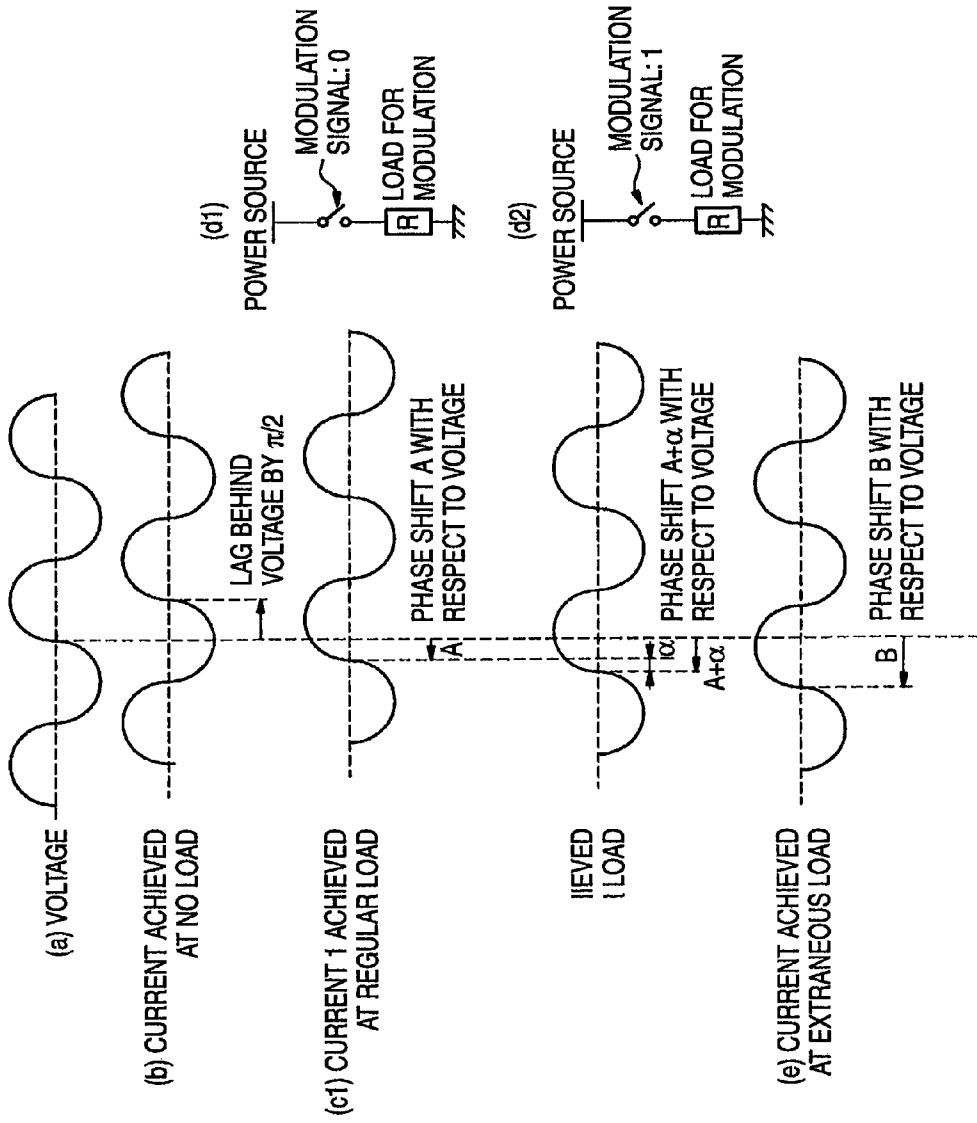 (a) VOLTAGE
(b) CURRENT ACHIEVED
AT NO LOAD
LAG BEHIND
VOLTAGE BY π/2
(c1) CURRENT 1 ACHIEVED
AT REGULAR LOAD
A
PHASE SHIFT A WITH
RESPECT TO VOLTAGE
(d1)
POWER SOURCE
MODULATION
SIGNAL: 0
R
LOAD FOR
MODULATION
LOAD
α
A+α
PHASE SHIFT A+α WITH
RESPECT TO VOLTAGE
(d2)
POWER SOURCE
MODULATION
SIGNAL: 1
R
LOAD FOR
MODULATION
(e) CURRENT ACHIEVED
AT EXTRANEOUS LOAD
B
PHASE SHIFT B WITH
RESPECT TO VOLTAGE